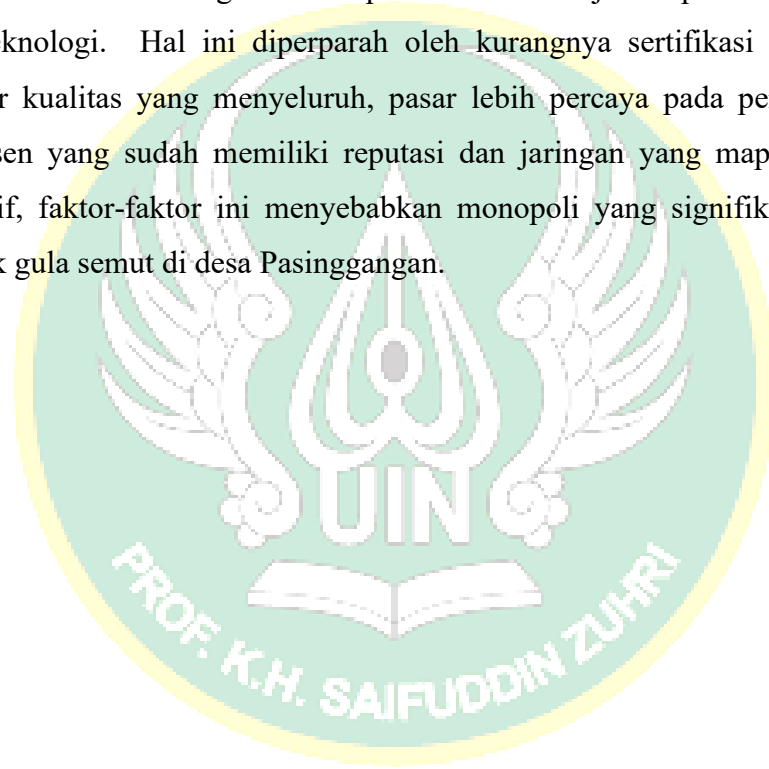 eknologi. Hal ini diperparah oleh kurangnya sertifikasi
r kualitas yang menyeluruh, pasar lebih percaya pada pe
sen yang sudah memiliki reputasi dan jaringan yang map
if, faktor-faktor ini menyebabkan monopoli yang signifik
k gula semut di desa Pasinggangan.
UIN
PROF. K.H. SAIFUDDIN ZUHRI